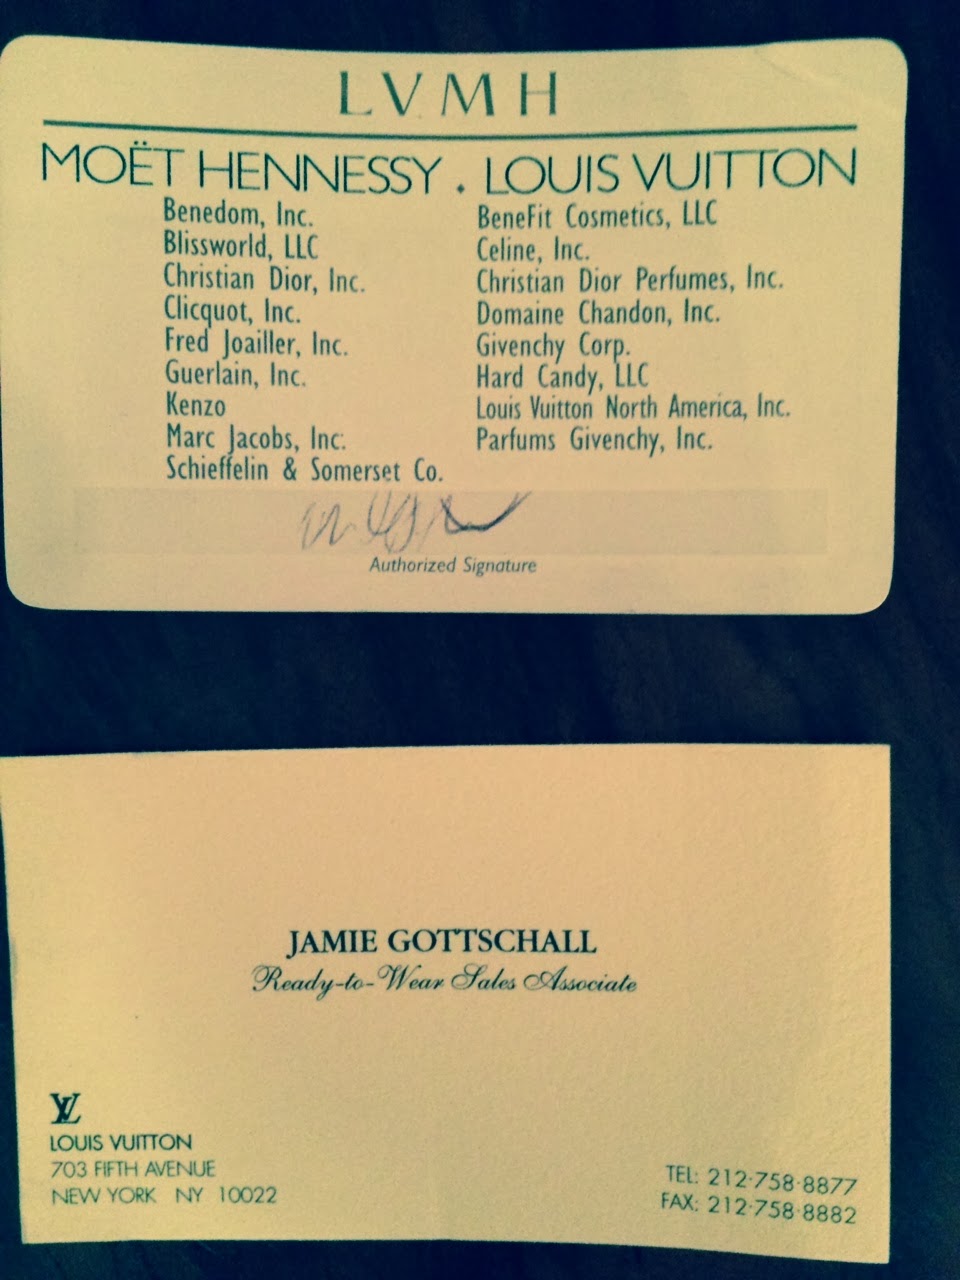 LVMH
MOËT HENNESSY . LOUIS VUITTON
Benedom, Inc.
Blissworld, LLC
Christian Dior, Inc.
Clicquot, Inc.
Fred Joailler, Inc.
Guerlain, Inc.
Kenzo
Marc Jacobs, Inc.
Schieffelin & Somerset Co.
BeneFit Cosmetics, LLC
Celine, Inc.
Christian Dior Perfumes, Inc.
Domaine Chandon, Inc.
Givenchy Corp.
Hard Candy, LLC
Louis Vuitton North America, Inc.
Parfums Givenchy, Inc.
Authorized Signature
JAMIE GOTTSCHALL
Ready-to-Wear Sales Associate
LV
LOUIS VUITTON
703 FIFTH AVENUE
NEW YORK NY 10022
TEL: 212·758·8877
FAX: 212·758·8882